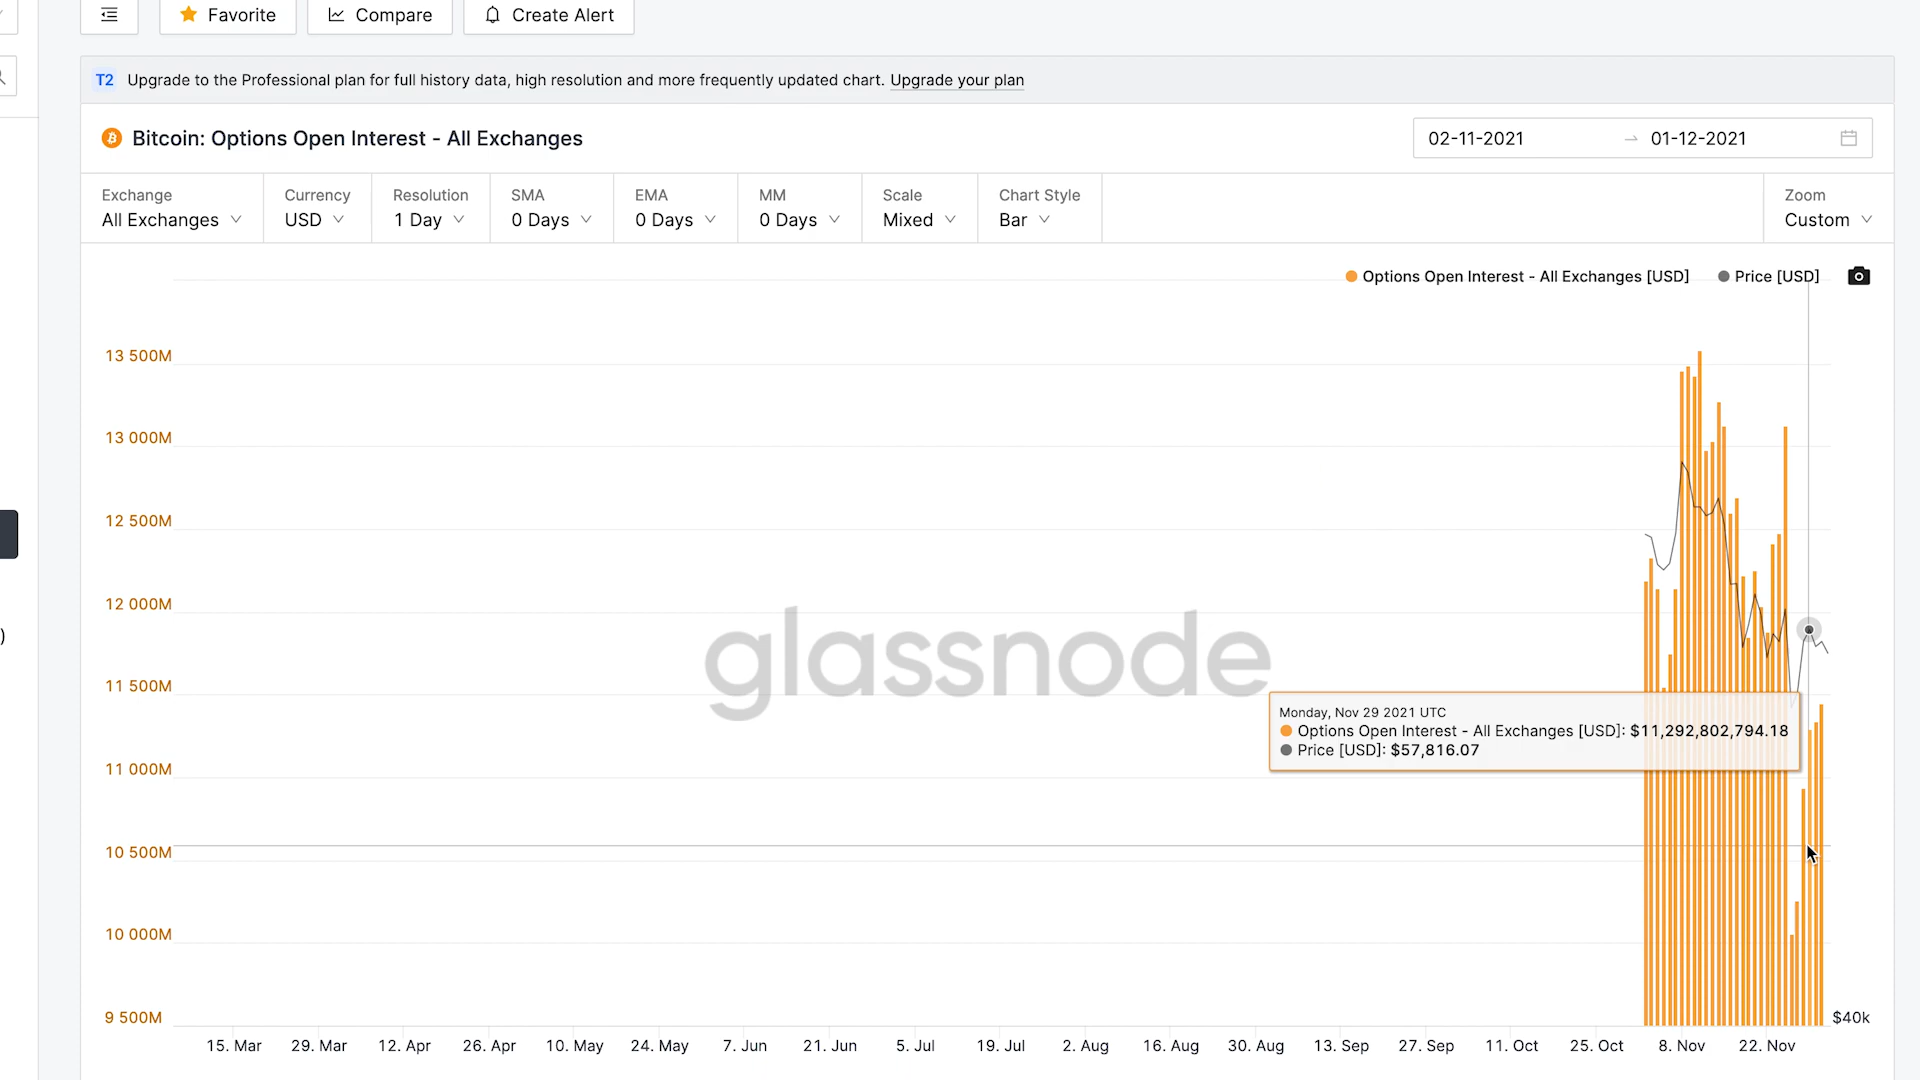 Favorite
Compare
Create Alert
T2 Upgrade to the Professional plan for full history data, high resolution and more frequently updated chart. Upgrade your plan
Bitcoin: Options Open Interest - All Exchanges
02-11-2021 → 01-12-2021
Exchange
All Exchanges
Currency
USD
Resolution
1 Day
SMA
0 Days
EMA
0 Days
MM
0 Days
Scale
Mixed
Chart Style
Bar
Zoom
Custom
Options Open Interest - All Exchanges [USD] Price [USD]
13 500M
13 000M
12 500M
12 000M
)
glassnode
11 500M
Monday, Nov 29 2021 UTC
Options Open Interest - All Exchanges [USD]: $11,292,802,794.18
Price [USD]: $57,816.07
11 000M
10 500M
10 000M
9 500M
$40k
15. Mar 29. Mar 12. Apr 26. Apr 10. May 24. May 7. Jun 21. Jun 5. Jul 19. Jul 2. Aug 16. Aug 30. Aug 13. Sep 27. Sep 11. Oct 25. Oct 8. Nov 22. Nov